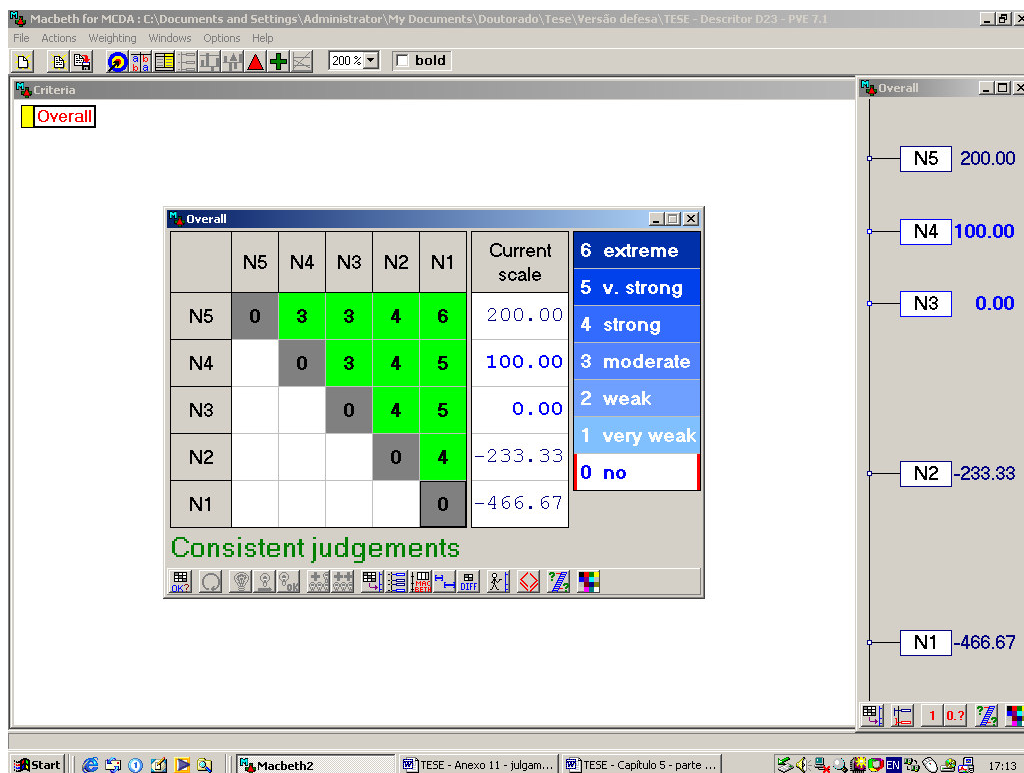 Macbeth for MCDA : C:\Documents and Settings\Administrator\My Documents\Doutorado\Tese\Versão defesa\TESE - Descritor D23 - PVE 7.1
File Actions Weighting Windows Options Help
200 % bold
Criteria
Overall
Overall
N5 200.00
N4 100.00
N3 0.00
N2 -233.33
N1 -466.67
Overall
N5 N4 N3 N2 N1 Current scale
N5 0 3 3 4 6 200.00
N4 0 3 4 5 100.00
N3 0 4 5 0.00
N2 0 4 -233.33
N1 0 -466.67
6 extreme
5 v. strong
4 strong
3 moderate
2 weak
1 very weak
0 no
Consistent judgements
OK? OK MAC BETH DIFF
1 0.?
Start Macbeth2 TESE - Anexo 11 - julgam... TESE - Capítulo 5 - parte ... EN 17:13